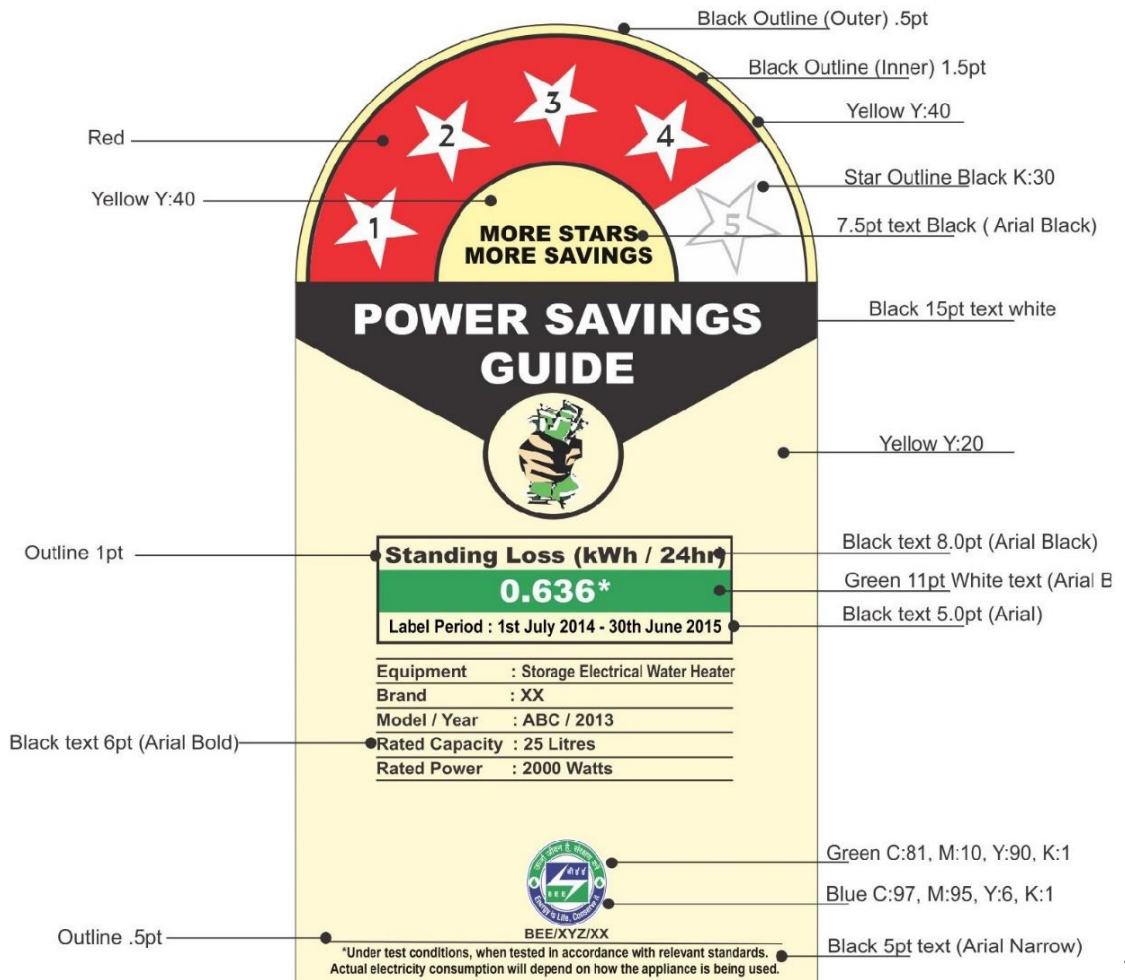 Black Outline (Outer) .5pt
Black Outline (Inner) 1.5pt
Yellow Y:40
Red
Star Outline Black K:30
Yellow Y:40
7.5pt text Black ( Arial Black)
1
2
3
4
5
MORE STARS
MORE SAVINGS
Black 15pt text white
POWER SAVINGS
GUIDE
Yellow Y:20
Outline 1pt
Standing Loss (kWh / 24hr)
Black text 8.0pt (Arial Black)
0.636*
Green 11pt White text (Arial B
Label Period : 1st July 2014 - 30th June 2015
Black text 5.0pt (Arial)
Equipment : Storage Electrical Water Heater
Brand : XX
Model / Year : ABC / 2013
Black text 6pt (Arial Bold)
Rated Capacity : 25 Litres
Rated Power : 2000 Watts
Green C:81, M:10, Y:90, K:1
BEE
Energy is Life, Conserve it
Blue C:97, M:95, Y:6, K:1
BEE/XYZ/XX
Outline .5pt
*Under test conditions, when tested in accordance with relevant standards.
Actual electricity consumption will depend on how the appliance is being used.
Black 5pt text (Arial Narrow)